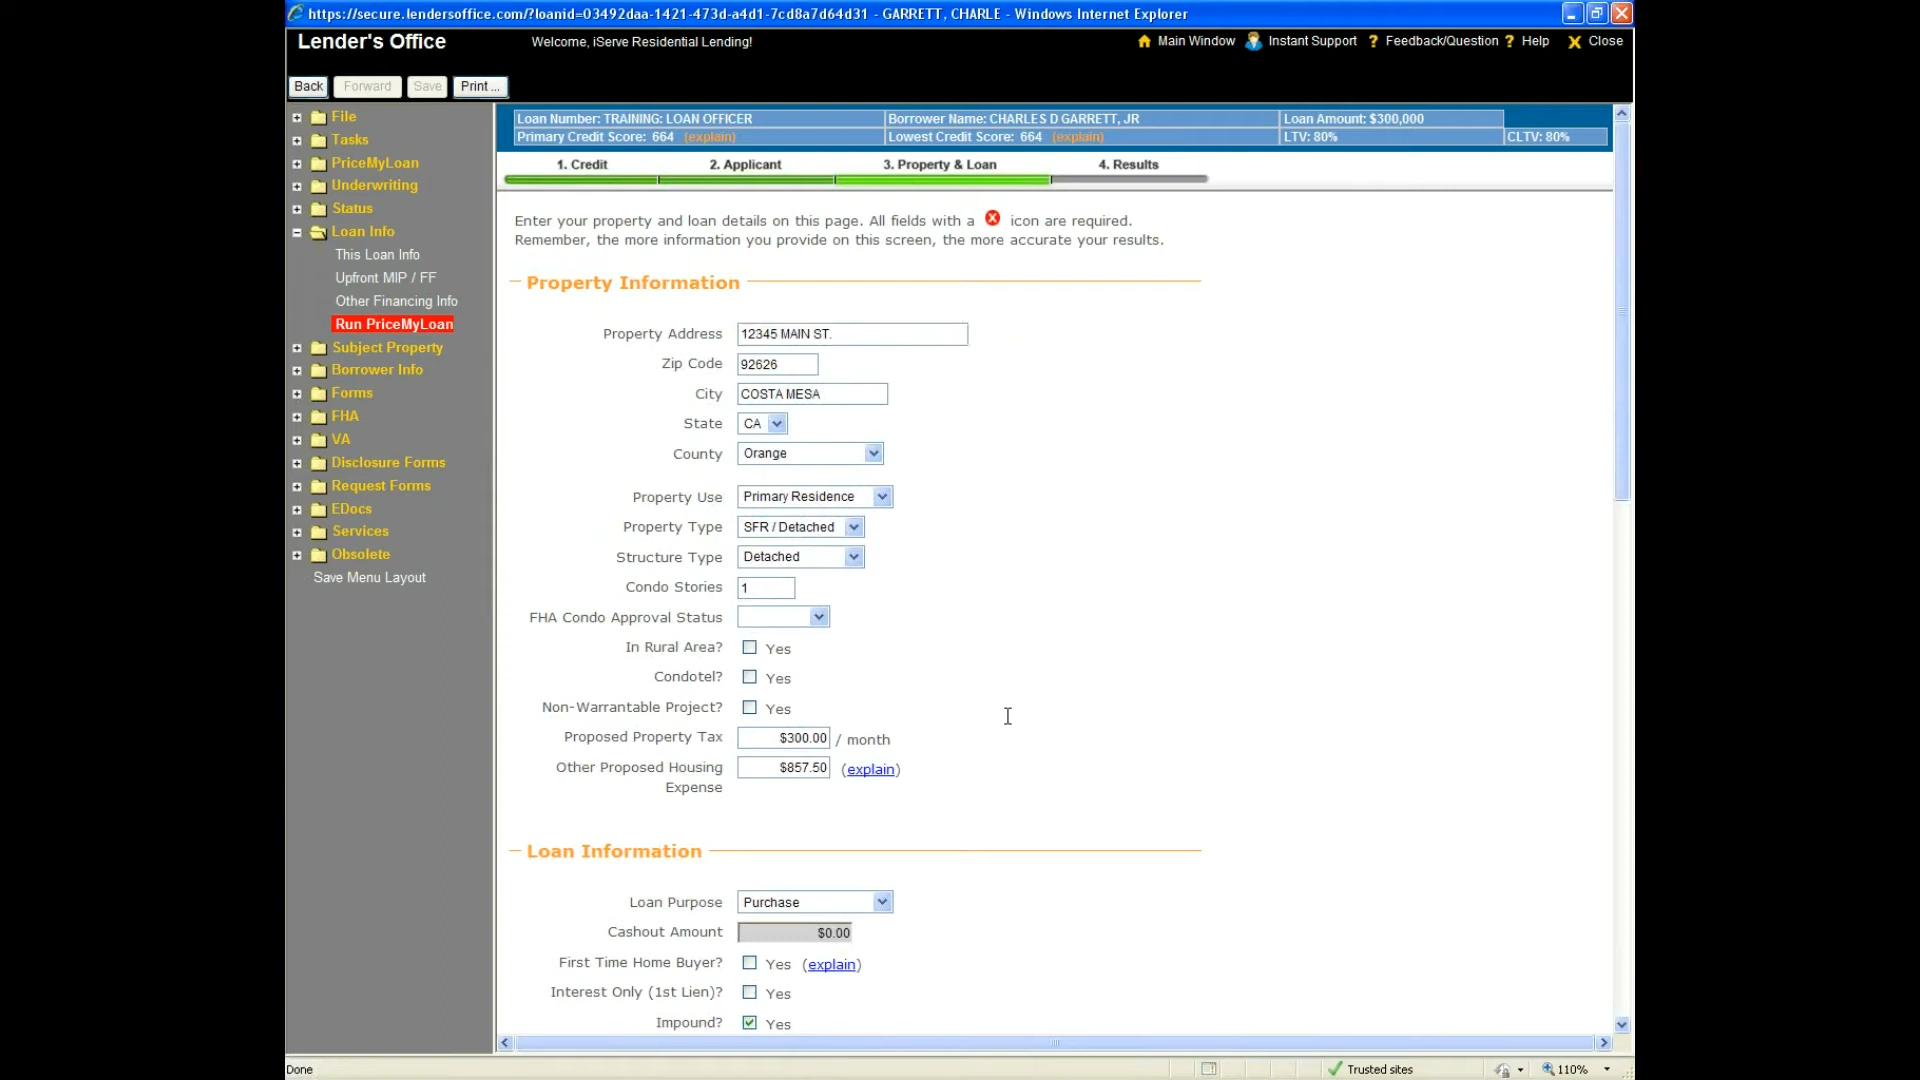 https://secure.lendersoffice.com/?loanid=03492daa-1421-473d-a4d1-7cd8a7d64d31 - GARRETT, CHARLE - Windows Internet Explorer
Lender's Office Welcome, iServe Residential Lending! Main Window Instant Support ? Feedback/Question ? Help X Close
Back Forward Save Print ...
File
Tasks
PriceMyLoan
Underwriting
Status
Loan Info
This Loan Info
Upfront MIP / FF
Other Financing Info
Run PriceMyLoan
Subject Property
Borrower Info
Forms
FHA
VA
Disclosure Forms
Request Forms
EDocs
Services
Obsolete
Save Menu Layout
Loan Number: TRAINING: LOAN OFFICER Borrower Name: CHARLES D GARRETT, JR Loan Amount: $300,000
Primary Credit Score: 664 (explain) Lowest Credit Score: 664 (explain) LTV: 80% CLTV: 80%
1. Credit 2. Applicant 3. Property & Loan 4. Results
Enter your property and loan details on this page. All fields with a icon are required.
Remember, the more information you provide on this screen, the more accurate your results.
Property Information
Property Address 12345 MAIN ST.
Zip Code 92626
City COSTA MESA
State CA
County Orange
Property Use Primary Residence
Property Type SFR / Detached
Structure Type Detached
Condo Stories 1
FHA Condo Approval Status
In Rural Area? Yes
Condotel? Yes
Non-Warrantable Project? Yes
Proposed Property Tax $300.00 / month
Other Proposed Housing $857.50 (explain)
Expense
Loan Information
Loan Purpose Purchase
Cashout Amount $0.00
First Time Home Buyer? Yes (explain)
Interest Only (1st Lien)? Yes
Impound? Yes
Done Trusted sites 110%